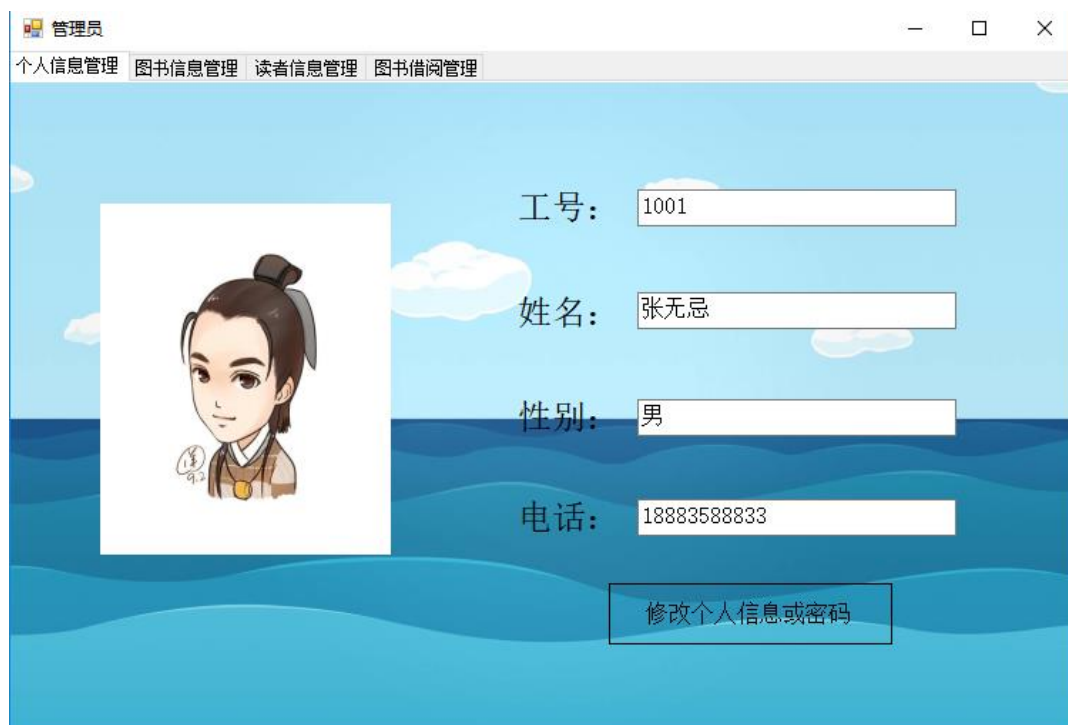 管理员
个人信息管理 图书信息管理 读者信息管理 图书借阅管理
工号： 1001
姓名： 张无忌
性别： 男
电话： 18883588833
修改个人信息或密码
9.2